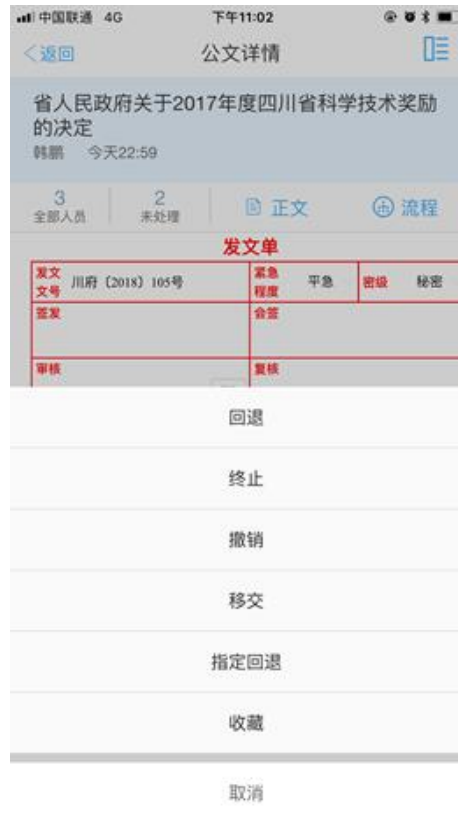 中国联通 4G 下午11:02
返回 公文详情
省人民政府关于2017年度四川省科学技术奖励
的决定
韩鹏 今天22:59
3 2 正文 流程
全部人员 未处理
发文单
发文
文号 川府（2018）105号 紧急
程度 平急 密级 秘密
签发 会签
审核 复核
回退
终止
撤销
移交
指定回退
收藏
取消